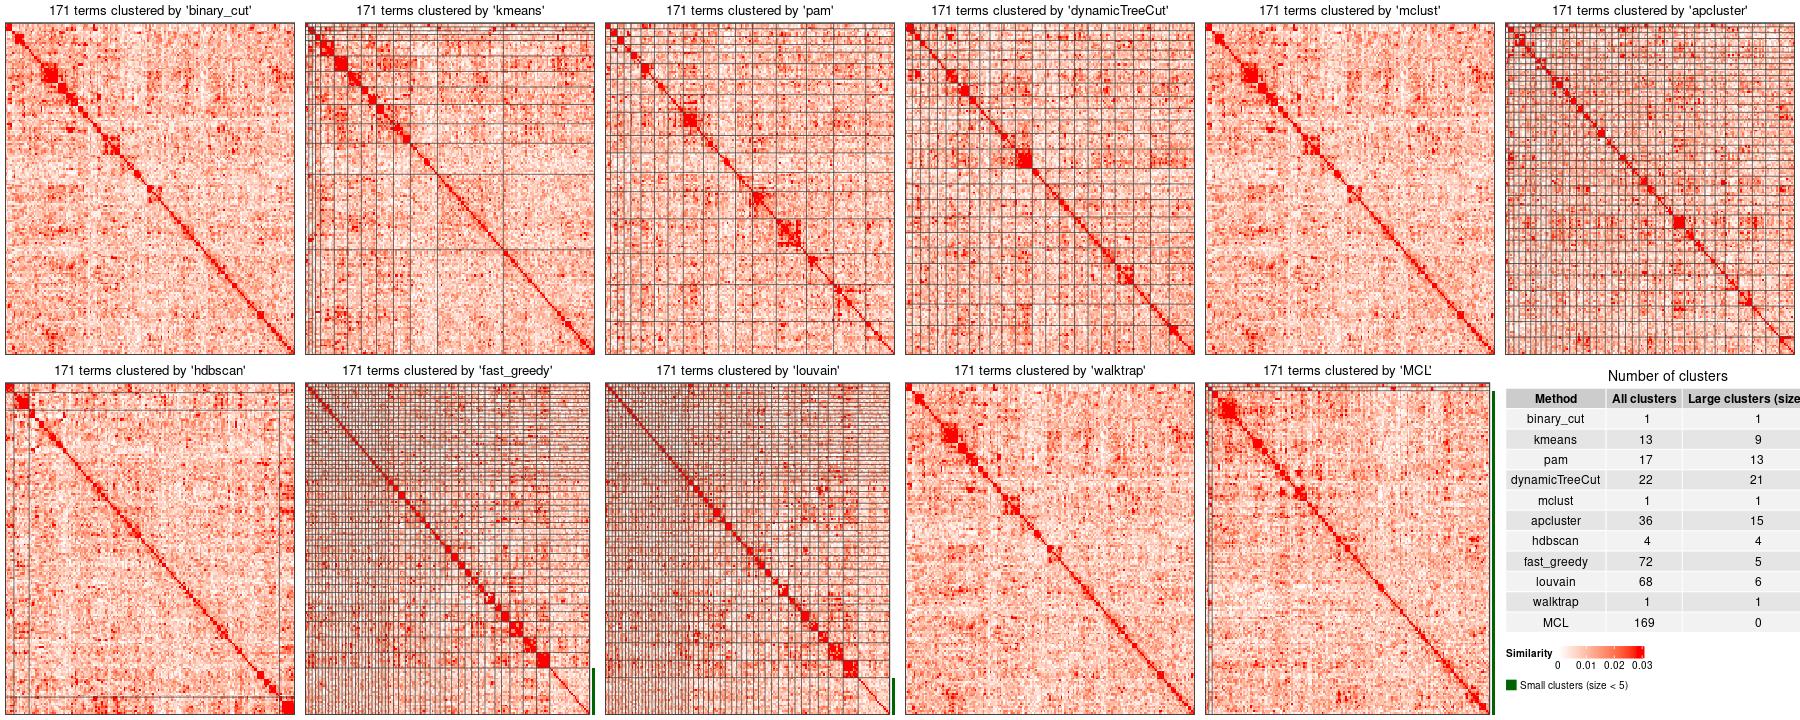 171 terms clustered by 'binary_cut'
171 terms clustered by 'kmeans'
171 terms clustered by 'pam'
171 terms clustered by 'dynamicTreeCut'
171 terms clustered by 'mclust'
171 terms clustered by 'apcluster'
171 terms clustered by 'hdbscan'
171 terms clustered by 'fast_greedy'
171 terms clustered by 'louvain'
171 terms clustered by 'walktrap'
171 terms clustered by 'MCL'
Number of clusters
Method All clusters Large clusters (size
binary_cut 1 1
kmeans 13 9
pam 17 13
dynamicTreeCut 22 21
mclust 1 1
apcluster 36 15
hdbscan 4 4
fast_greedy 72 5
louvain 68 6
walktrap 1 1
MCL 169 0
Similarity
0 0.01 0.02 0.03
Small clusters (size < 5)